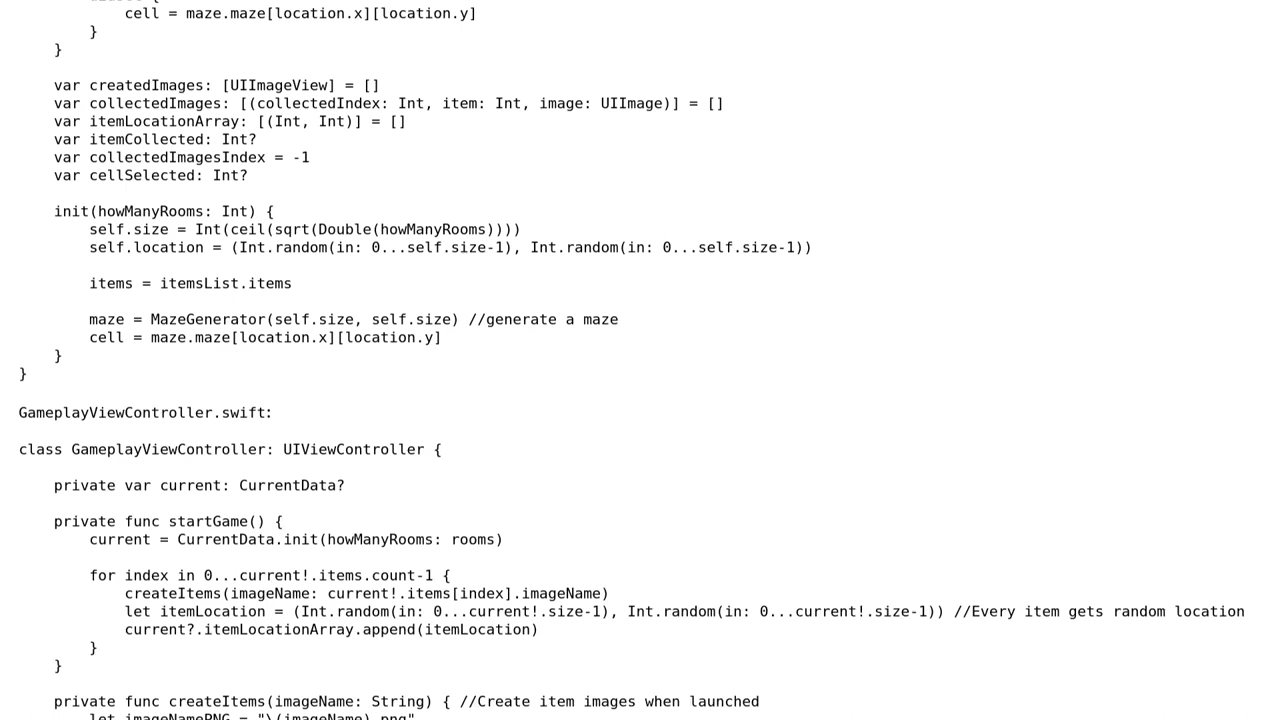 cell = maze.maze[location.x][location.y]
}
}
var createdImages: [UIImageView] = []
var collectedImages: [(collectedIndex: Int, item: Int, image: UIImage)] = []
var itemLocationArray: [(Int, Int)] = []
var itemCollected: Int?
var collectedImagesIndex = -1
var cellSelected: Int?
init(howManyRooms: Int) {
self.size = Int(ceil(sqrt(Double(howManyRooms))))
self.location = (Int.random(in: 0...self.size-1), Int.random(in: 0...self.size-1))
items = itemsList.items
maze = MazeGenerator(self.size, self.size) //generate a maze
cell = maze.maze[location.x][location.y]
}
}
GameplayViewController.swift:
class GameplayViewController: UIViewController {
private var current: CurrentData?
private func startGame() {
current = CurrentData.init(howManyRooms: rooms)
for index in 0...current!.items.count-1 {
createItems(imageName: current!.items[index].imageName)
let itemLocation = (Int.random(in: 0...current!.size-1), Int.random(in: 0...current!.size-1)) //Every item gets random location
current?.itemLocationArray.append(itemLocation)
}
}
private func createItems(imageName: String) { //Create item images when launched
let imageNamePNG = "\(imageName).png"